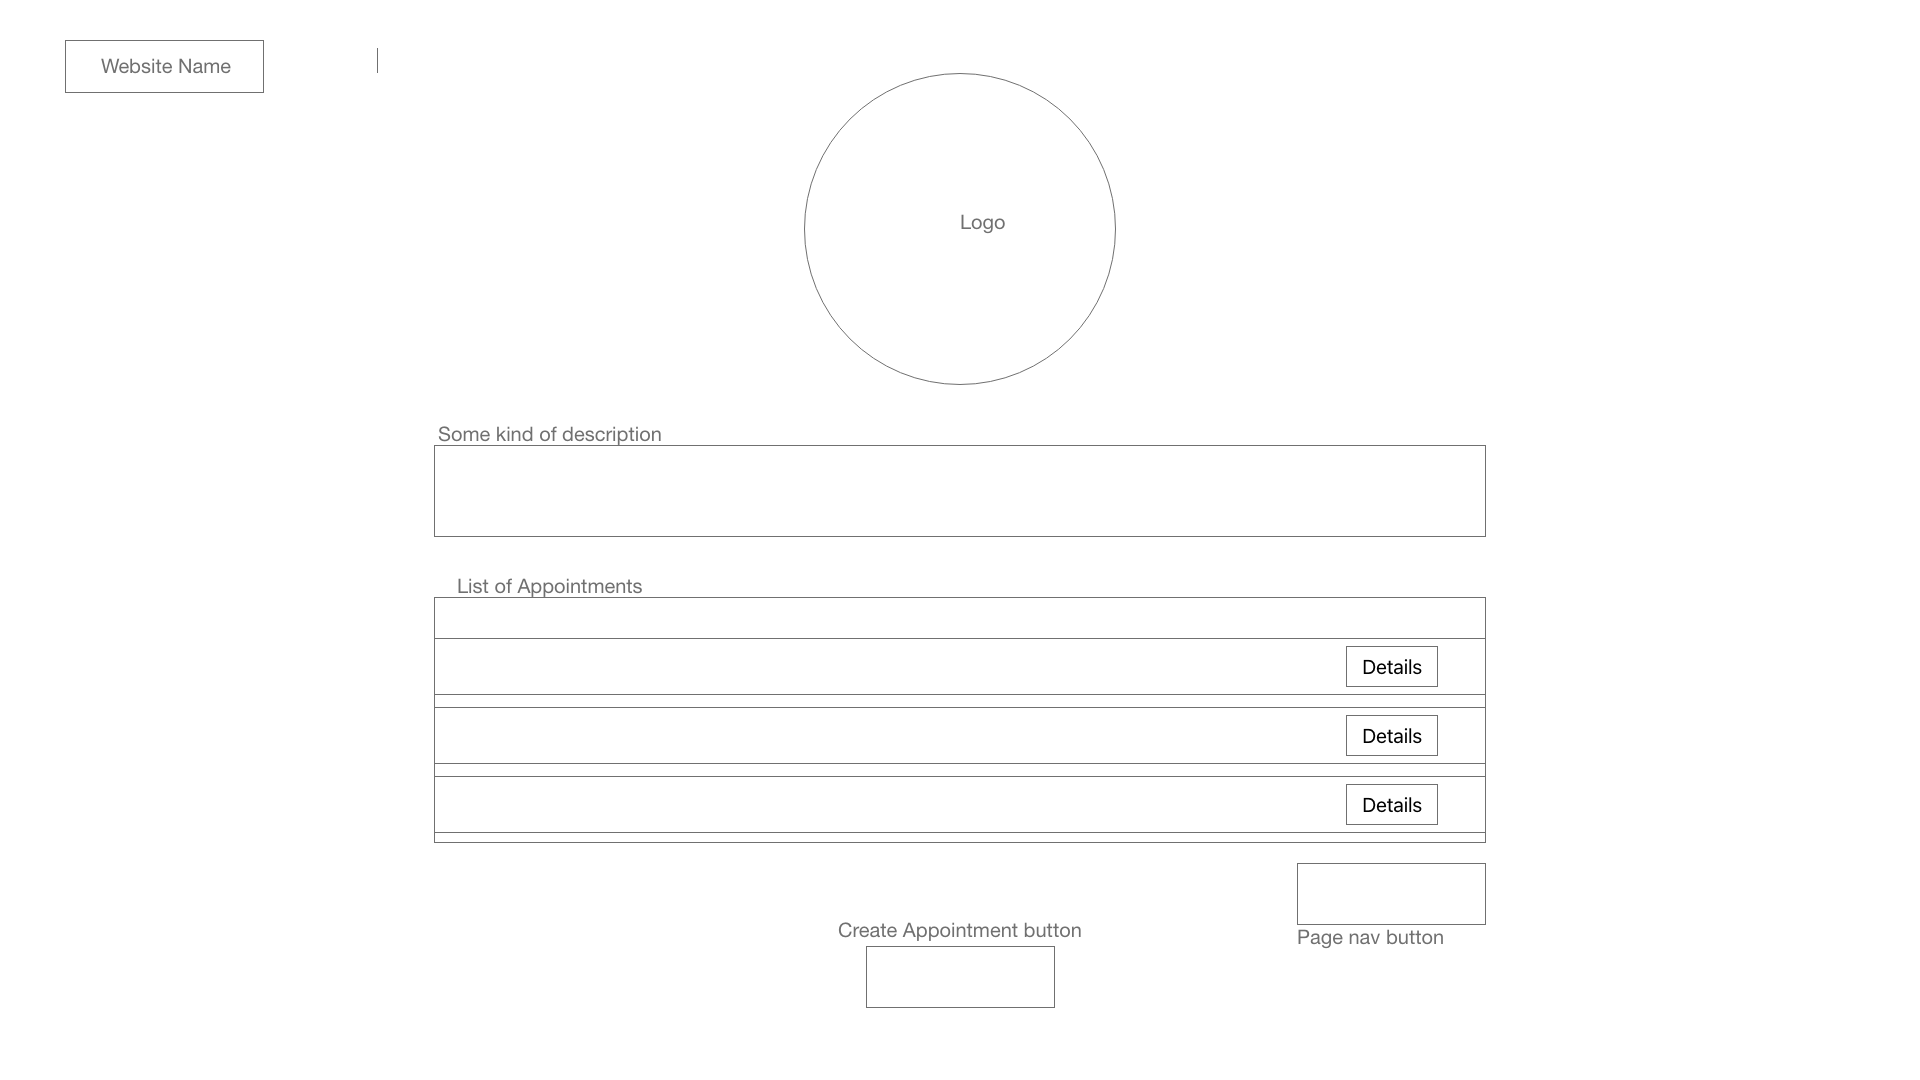 Website Name
Logo
Some kind of description
List of Appointments
Details
Details
Details
Create Appointment button
Page nav button